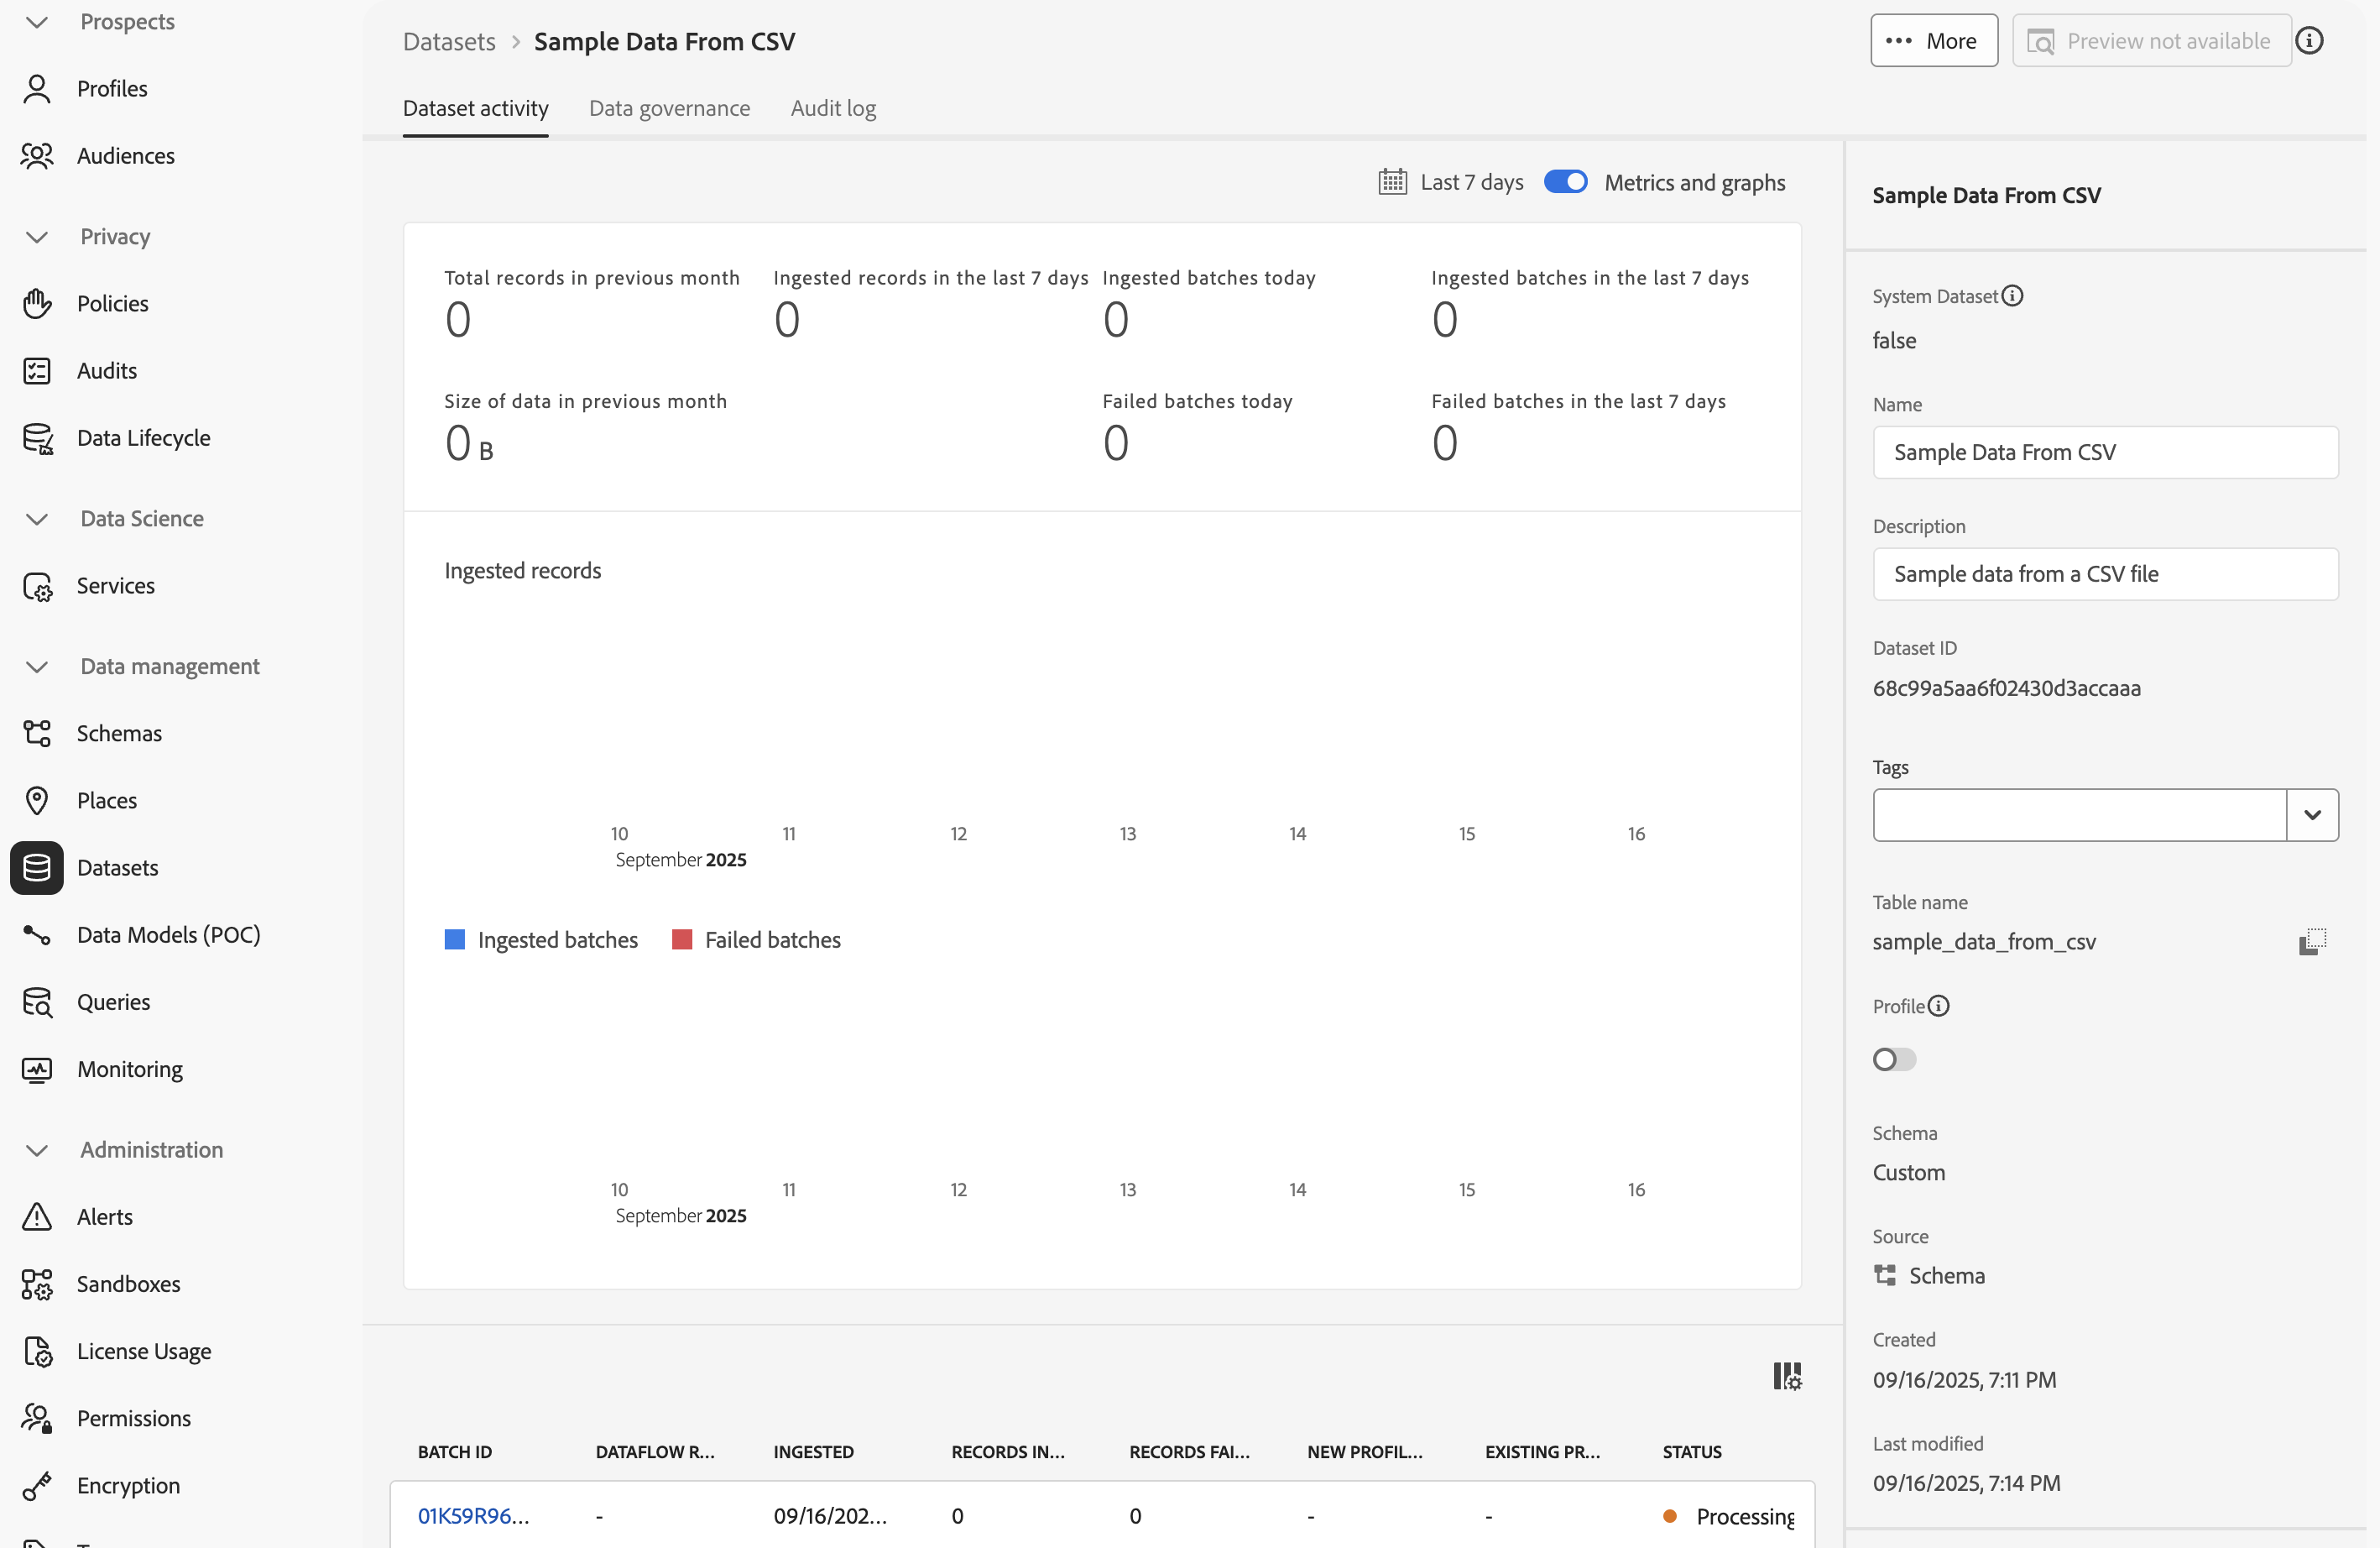 Prospects
Profiles
Audiences
Privacy
Policies
Audits
Data Lifecycle
Data Science
Services
Data management
Schemas
Places
Datasets
Data Models (POC)
Queries
Monitoring
Administration
Alerts
Sandboxes
License Usage
Permissions
Encryption
Datasets > Sample Data From CSV
More
Preview not available
Dataset activity Data governance Audit log
Last 7 days Metrics and graphs
Total records in previous month Ingested records in the last 7 days Ingested batches today Ingested batches in the last 7 days
0 0 0 0
Size of data in previous month Failed batches today Failed batches in the last 7 days
0 B 0 0
Ingested records
10 11 12 13 14 15 16
September 2025
Ingested batches Failed batches
10 11 12 13 14 15 16
September 2025
BATCH ID DATAFLOW R... INGESTED RECORDS IN... RECORDS FAI... NEW PROFIL... EXISTING PR... STATUS
01K59R96... - 09/16/202... 0 0 - - Processing
Sample Data From CSV
System Dataset
false
Name
Sample Data From CSV
Description
Sample data from a CSV file
Dataset ID
68c99a5aa6f02430d3accaaa
Tags
Table name
sample_data_from_csv
Profile
Schema
Custom
Source
Schema
Created
09/16/2025, 7:11 PM
Last modified
09/16/2025, 7:14 PM